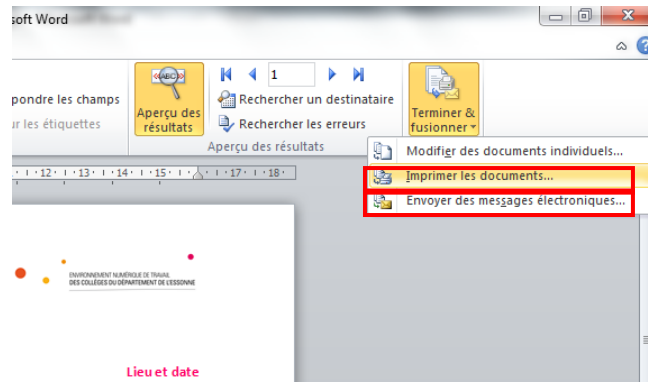 soft Word
pondre les champs
ur les étiquettes
«ABC»
Aperçu des
résultats
1
Rechercher un destinataire
Rechercher les erreurs
Aperçu des résultats
Terminer &
fusionner
Modifier des documents individuels...
Imprimer les documents...
Envoyer des messages électroniques...
· ı · 12 · ı · 13 · ı · 14 · ı · 15 · ı · ı · 17 · ı · 18 ·
ENVIRONNEMENT NUMÉRIQUE DE TRAVAIL
DES COLLÈGES DU DÉPARTEMENT DE L'ESSONNE
Lieu et date